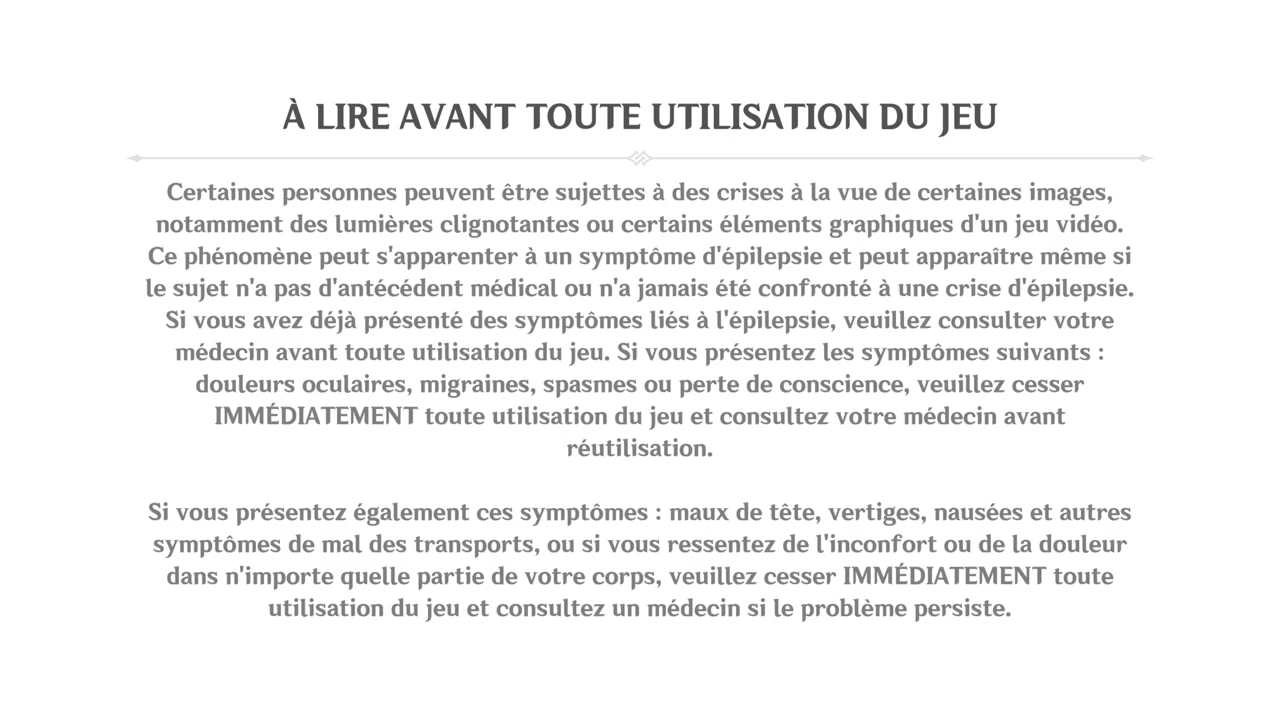 À LIRE AVANT TOUTE UTILISATION DU JEU
Certaines personnes peuvent être sujettes à des crises à la vue de certaines images,
notamment des lumières clignotantes ou certains éléments graphiques d'un jeu vidéo.
Ce phénomène peut s'apparenter à un symptôme d'épilepsie et peut apparaître même si
le sujet n'a pas d'antécédent médical ou n'a jamais été confronté à une crise d'épilepsie.
Si vous avez déjà présenté des symptômes liés à l'épilepsie, veuillez consulter votre
médecin avant toute utilisation du jeu. Si vous présentez les symptômes suivants :
douleurs oculaires, migraines, spasmes ou perte de conscience, veuillez cesser
IMMÉDIATEMENT toute utilisation du jeu et consultez votre médecin avant
réutilisation.
Si vous présentez également ces symptômes : maux de tête, vertiges, nausées et autres
symptômes de mal des transports, ou si vous ressentez de l'inconfort ou de la douleur
dans n'importe quelle partie de votre corps, veuillez cesser IMMÉDIATEMENT toute
utilisation du jeu et consultez un médecin si le problème persiste.